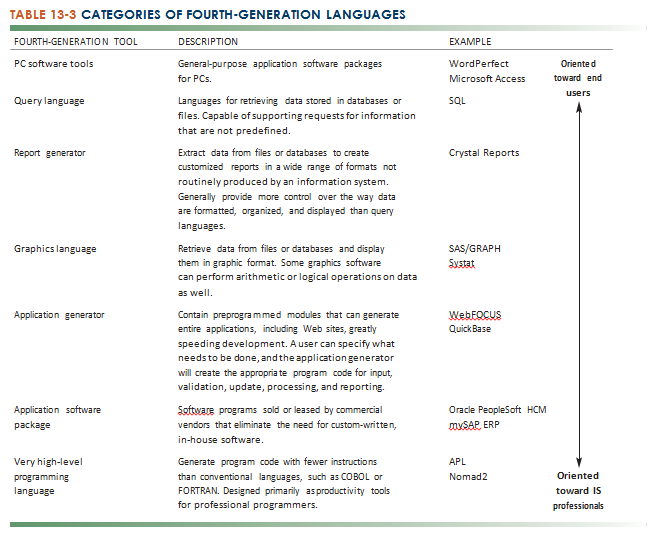 TABLE 13-3 CATEGORIES OF FOURTH-GENERATION LANGUAGES
FOURTH-GENERATION TOOL DESCRIPTION EXAMPLE
PC software tools General-purpose application software packages WordPerfect Oriented
for PCs. Microsoft Access toward end
users
Query language Languages for retrieving data stored in databases or SQL
files. Capable of supporting requests for information
that are not predefined.
Report generator Extract data from files or databases to create Crystal Reports
customized reports in a wide range of formats not
routinely produced by an information system.
Generally provide more control over the way data
are formatted, organized, and displayed than query
languages.
Graphics language Retrieve data from files or databases and display SAS/GRAPH
them in graphic format. Some graphics software Systat
can perform arithmetic or logical operations on data
as well.
Application generator Contain preprogrammed modules that can generate WebFOCUS
entire applications, including Web sites, greatly QuickBase
speeding development. A user can specify what
needs to be done, and the application generator
will create the appropriate program code for input,
validation, update, processing, and reporting.
Application software Software programs sold or leased by commercial Oracle PeopleSoft HCM
package vendors that eliminate the need for custom-written, mySAP ERP
in-house software.
Very high-level Generate program code with fewer instructions APL
programming than conventional languages, such as COBOL or Nomad2 Oriented
language FORTRAN. Designed primarily as productivity tools toward IS
for professional programmers. professionals